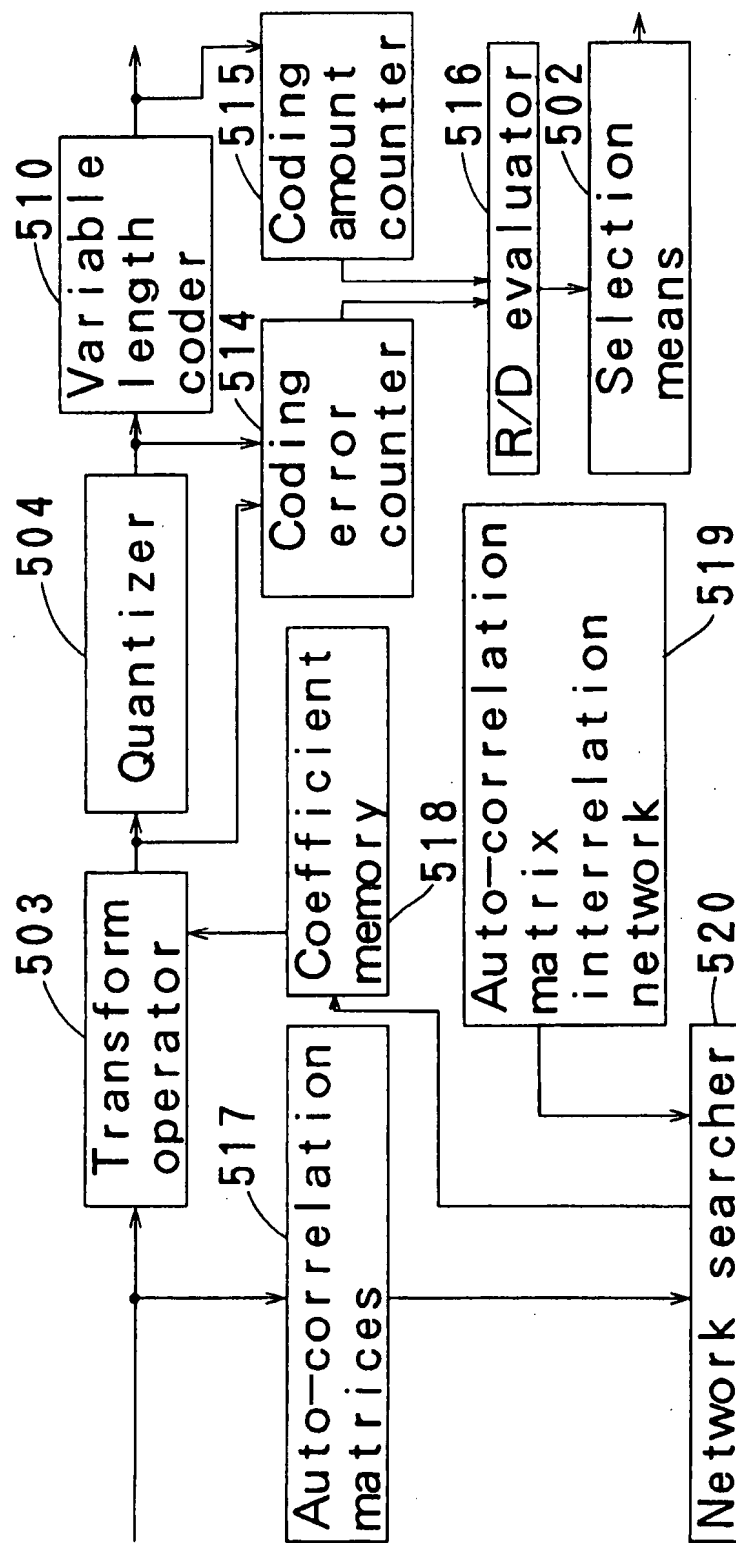 503
Transform
operator
504
Quantizer
510
Variable
length
coder
517
Auto-correlation
matrices
Coefficient
memory
518
514
Coding
error
counter
515
Coding
amount
counter
Auto-correlation
matrix
interrelation
network
519
516
R/D evaluator
502
Selection
means
Network searcher
520